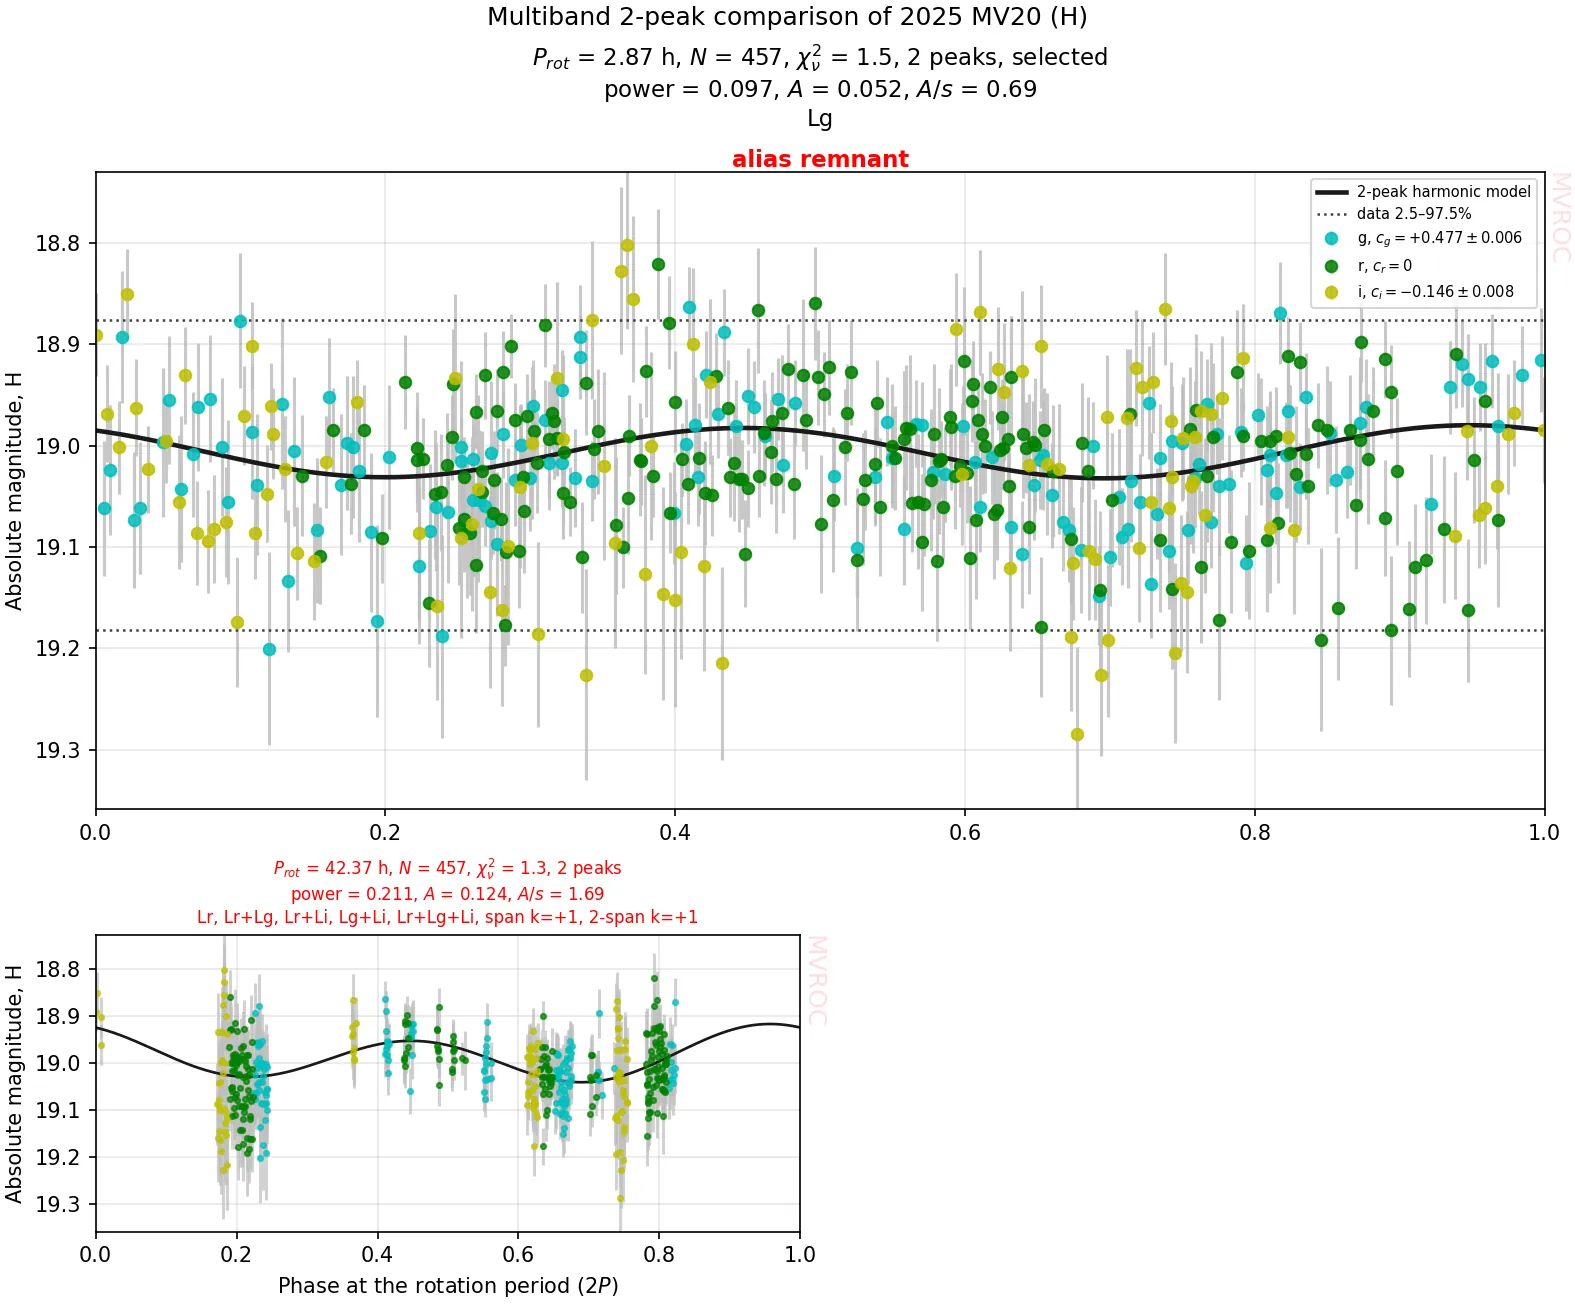 Multiband 2-peak comparison of 2025 MV20 (H)
P_rot = 2.87 h, N = 457, χ²_ν = 1.5, 2 peaks, selected
power = 0.097, A = 0.052, A/s = 0.69
Lg
alias remnant
2-peak harmonic model
data 2.5–97.5%
g, c_g = +0.477 ± 0.006
r, c_r = 0
i, c_i = −0.146 ± 0.008
MVROC
Absolute magnitude, H
18.8
18.9
19.0
19.1
19.2
19.3
0.0 0.2 0.4 0.6 0.8 1.0
P_rot = 42.37 h, N = 457, χ²_ν = 1.3, 2 peaks
power = 0.211, A = 0.124, A/s = 1.69
Lr, Lr+Lg, Lr+Li, Lg+Li, Lr+Lg+Li, span k=+1, 2-span k=+1
MVROC
Absolute magnitude, H
18.8
18.9
19.0
19.1
19.2
19.3
0.0 0.2 0.4 0.6 0.8 1.0
Phase at the rotation period (2P)